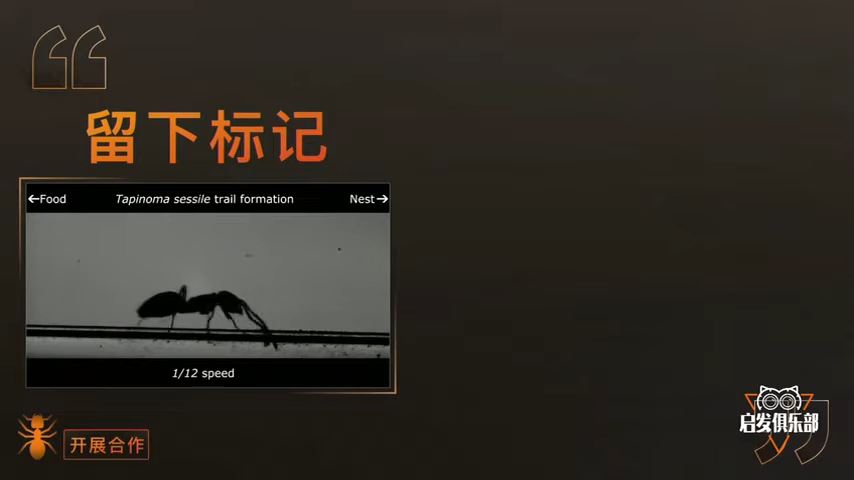 留下标记
←Food Tapinoma sessile trail formation Nest→
1/12 speed
开展合作
启发俱乐部